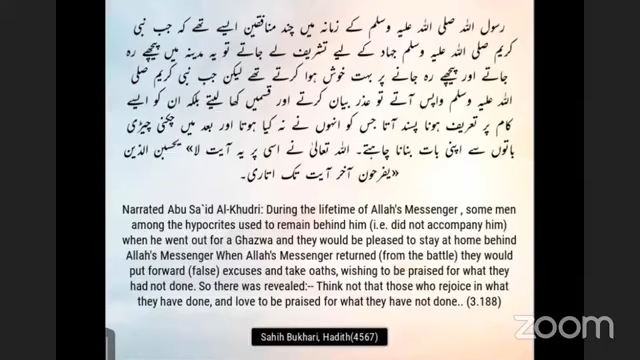 رسول اللہ صلی اللہ علیہ وسلم کے زمانہ میں چند منافقین ایسے تھے کہ جب نبی
کریم صلی اللہ علیہ وسلم جہاد کے لیے تشریف لے جاتے تو یہ مدینہ میں پیچھے رہ
جاتے اور پیچھے رہ جانے پر بہت خوش ہوا کرتے تھے لیکن جب نبی کریم صلی
اللہ علیہ وسلم واپس آتے تو عذر بیان کرتے اور قسمیں کھا لیتے بلکہ ان کو ایسے
کام پر تعریف ہونا پسند آتا جس کو انہوں نے نہ کیا ہوتا اور بعد میں چکنی چیڑی
باتوں سے اپنی بات بنانا چاہتے۔ اللہ تعالیٰ نے اسی پر یہ آیت لا» یحسبن الذین
«یفرحون آخر آیت تک اتاری۔
Narrated Abu Sa`id Al-Khudri: During the lifetime of Allah's Messenger , some men
among the hypocrites used to remain behind him (i.e. did not accompany him)
when he went out for a Ghazwa and they would be pleased to stay at home behind
Allah's Messenger When Allah's Messenger returned (from the battle) they would
put forward (false) excuses and take oaths, wishing to be praised for what they
had not done. So there was revealed:-- Think not that those who rejoice in what
they have done, and love to be praised for what they have not done.. (3.188)
Sahih Bukhari, Hadith(4567)
zoom